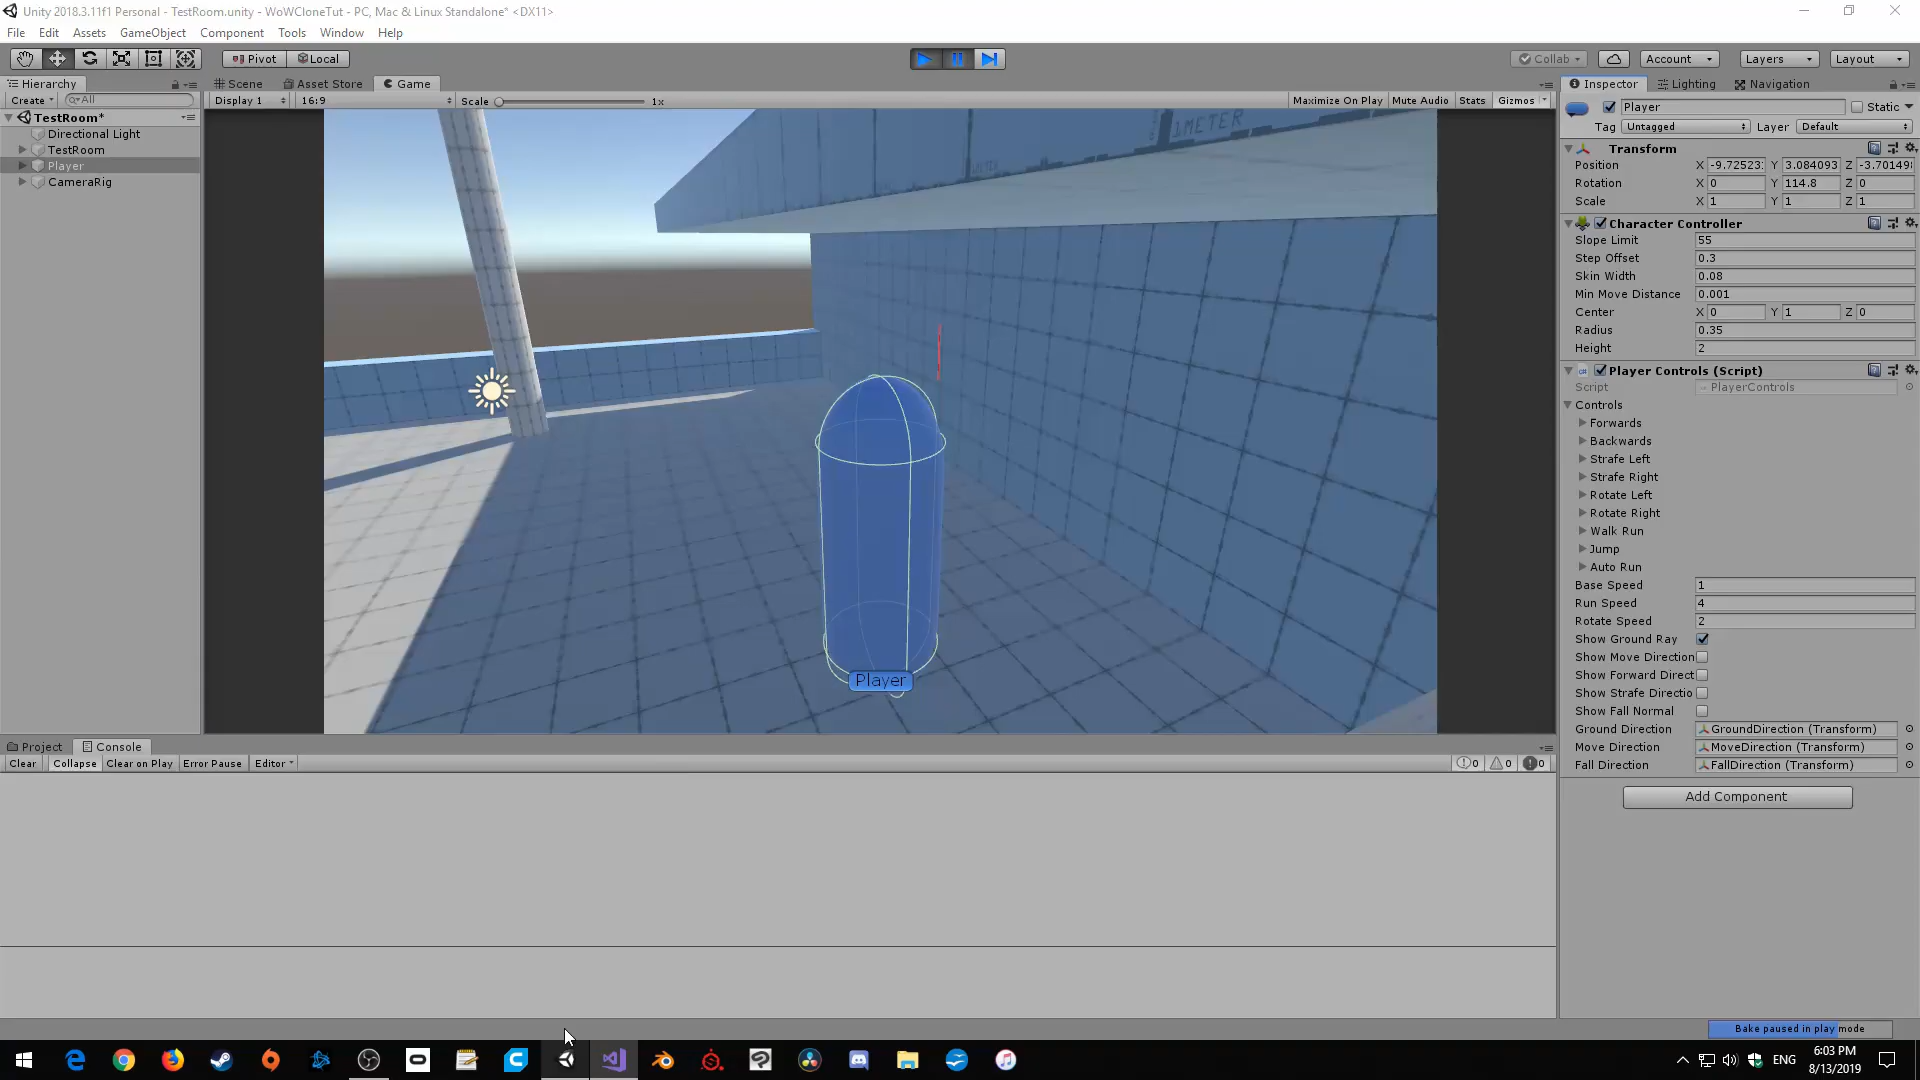 Unity 2018.3.11f1 Personal - TestRoom.unity - WoWCloneTut - PC, Mac & Linux Standalone* <DX11>
File Edit Assets GameObject Component Tools Window Help
Pivot Local Collab Account Layers Layout
Hierarchy
Create All
TestRoom*
Directional Light
TestRoom
Player
CameraRig
Scene Asset Store Game
Display 1 16:9 Scale 1x Maximize On Play Mute Audio Stats Gizmos
1METER
Player
Inspector Lighting Navigation
Player Static
Tag Untagged Layer Default
Transform
Position X -9.72523 Y 3.084093 Z -3.70149
Rotation X 0 Y 114.8 Z 0
Scale X 1 Y 1 Z 1
Character Controller
Slope Limit 55
Step Offset 0.3
Skin Width 0.08
Min Move Distance 0.001
Center X 0 Y 1 Z 0
Radius 0.35
Height 2
Player Controls (Script)
Script PlayerControls
Controls
Forwards
Backwards
Strafe Left
Strafe Right
Rotate Left
Rotate Right
Walk Run
Jump
Auto Run
Base Speed 1
Run Speed 4
Rotate Speed 2
Show Ground Ray
Show Move Direction
Show Forward Direct
Show Strafe Directio
Show Fall Normal
Ground Direction GroundDirection (Transform)
Move Direction MoveDirection (Transform)
Fall Direction FallDirection (Transform)
Add Component
Project Console
Clear Collapse Clear on Play Error Pause Editor 0 0 0
Bake paused in play mode
ENG
6:03 PM
8/13/2019